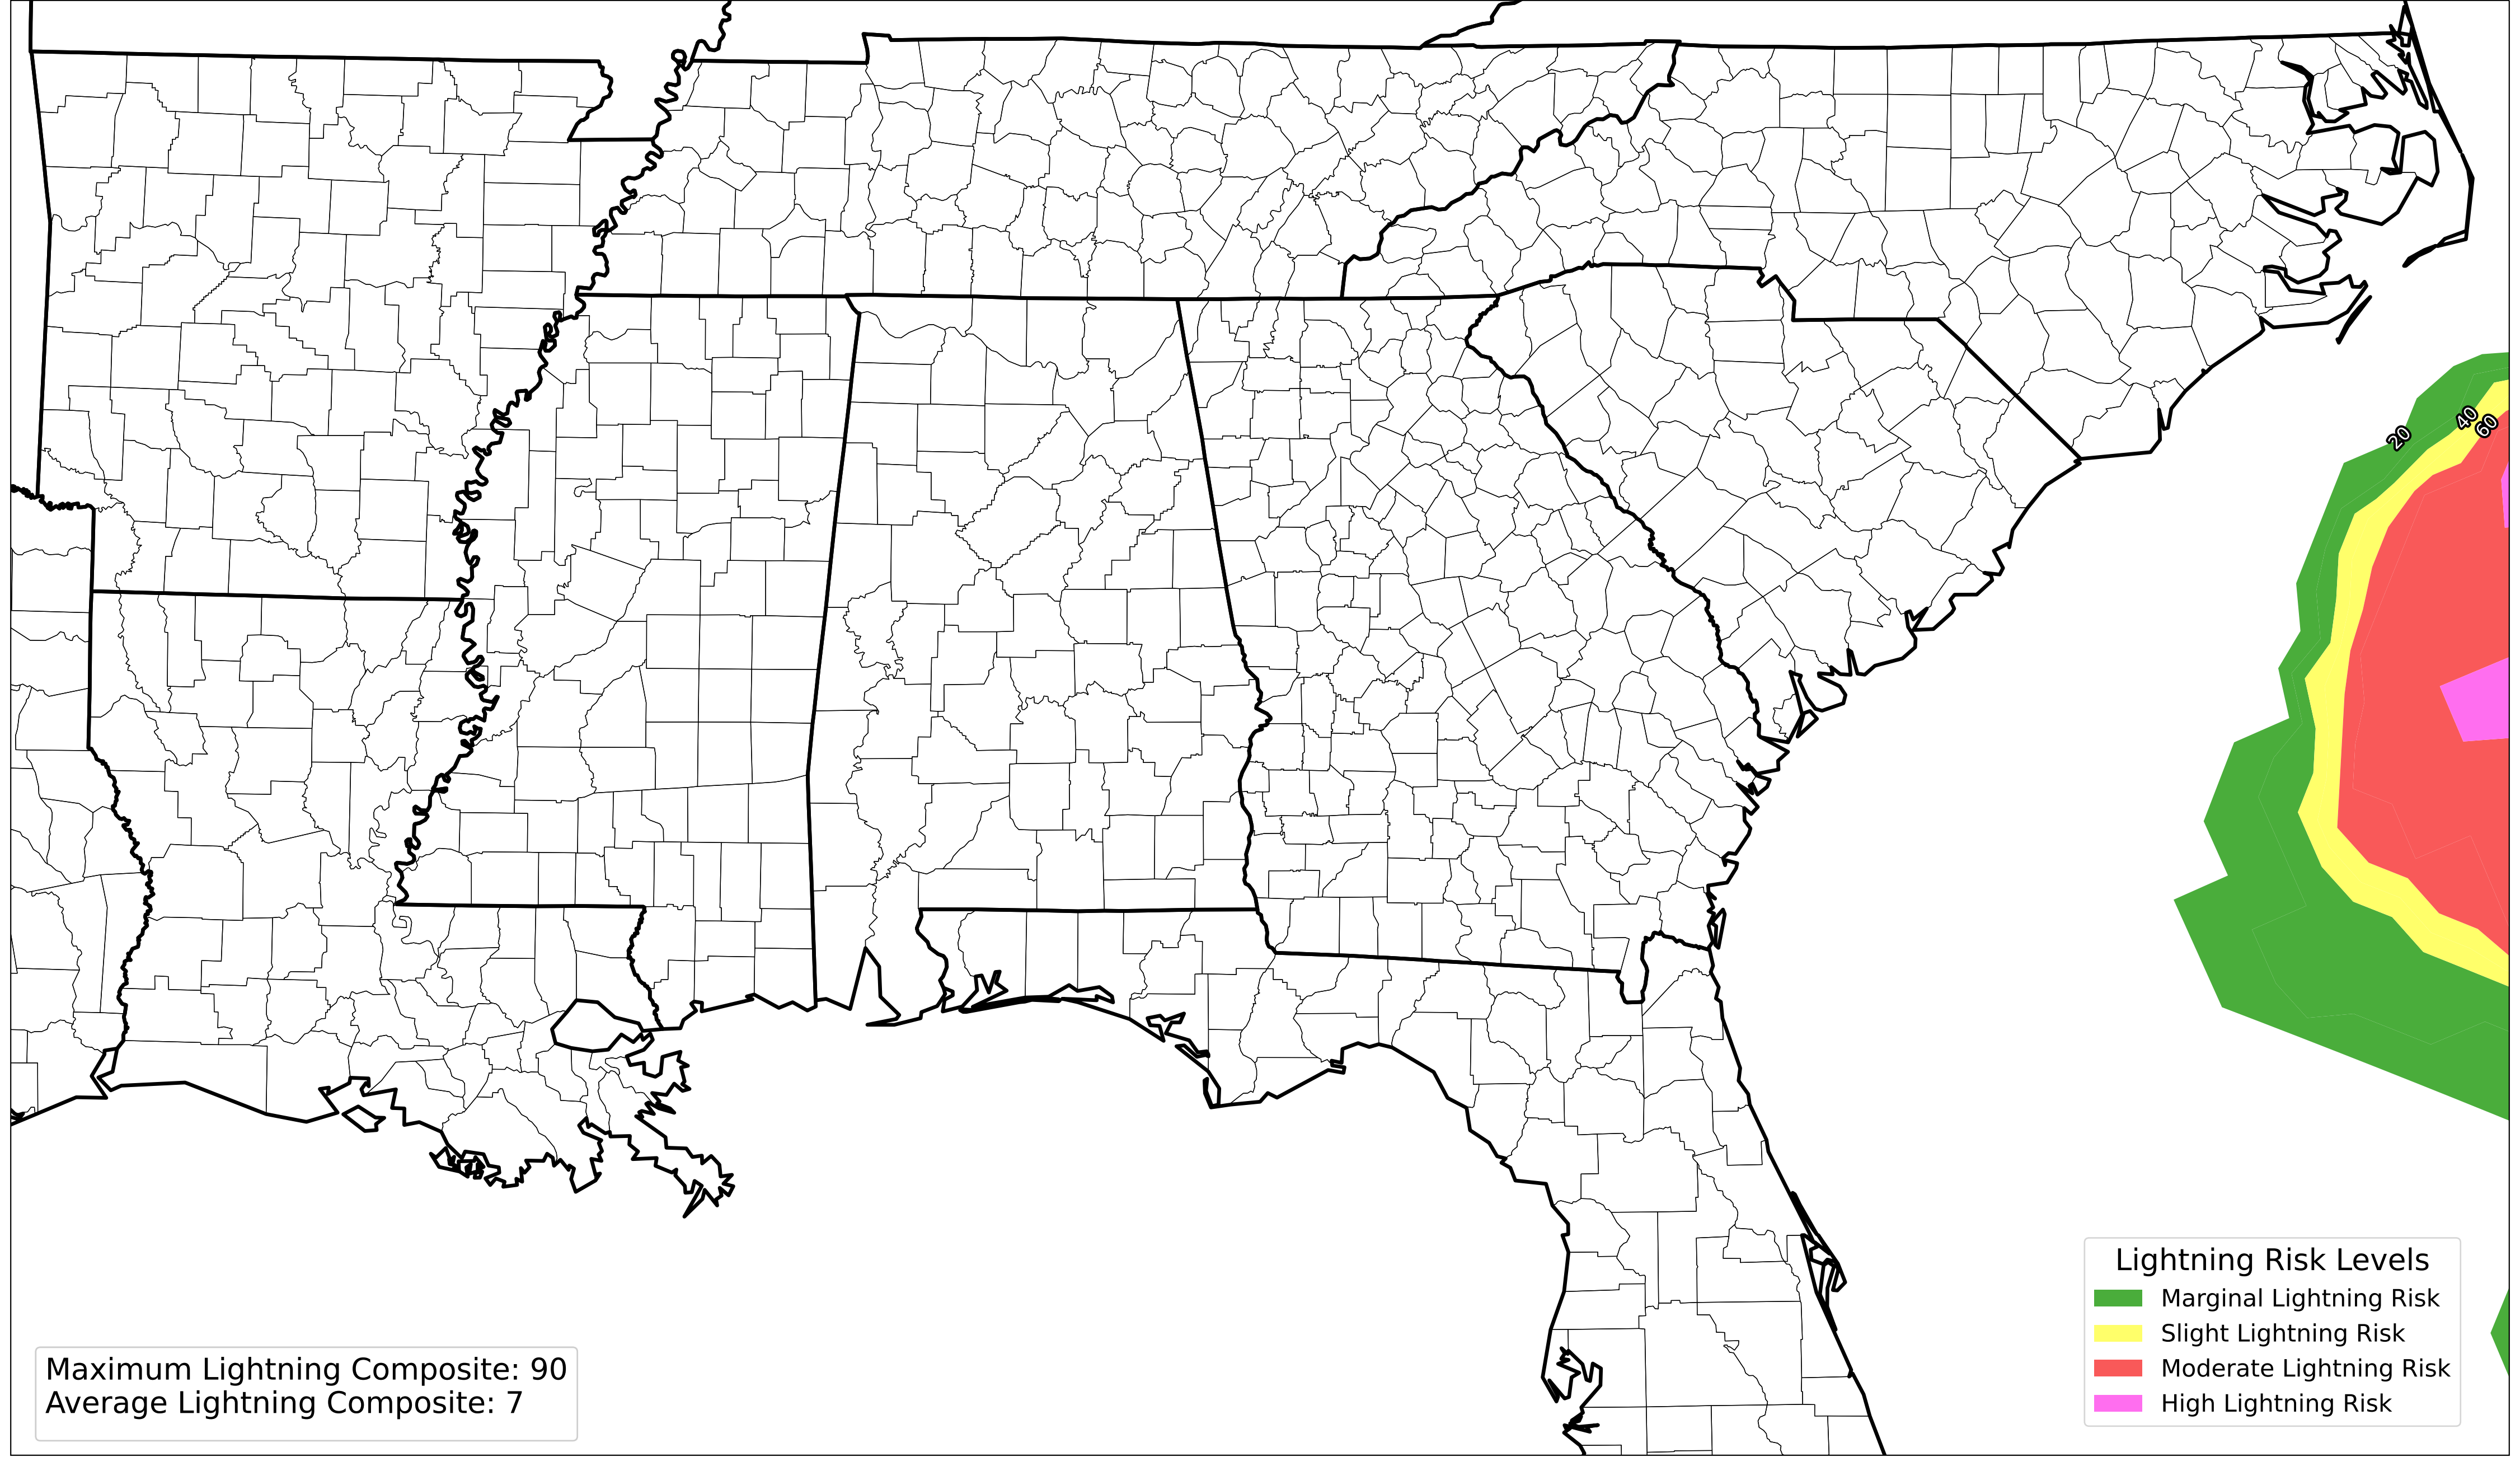 20
40
60
Lightning Risk Levels
Marginal Lightning Risk
Slight Lightning Risk
Moderate Lightning Risk
High Lightning Risk
Maximum Lightning Composite: 90
Average Lightning Composite: 7